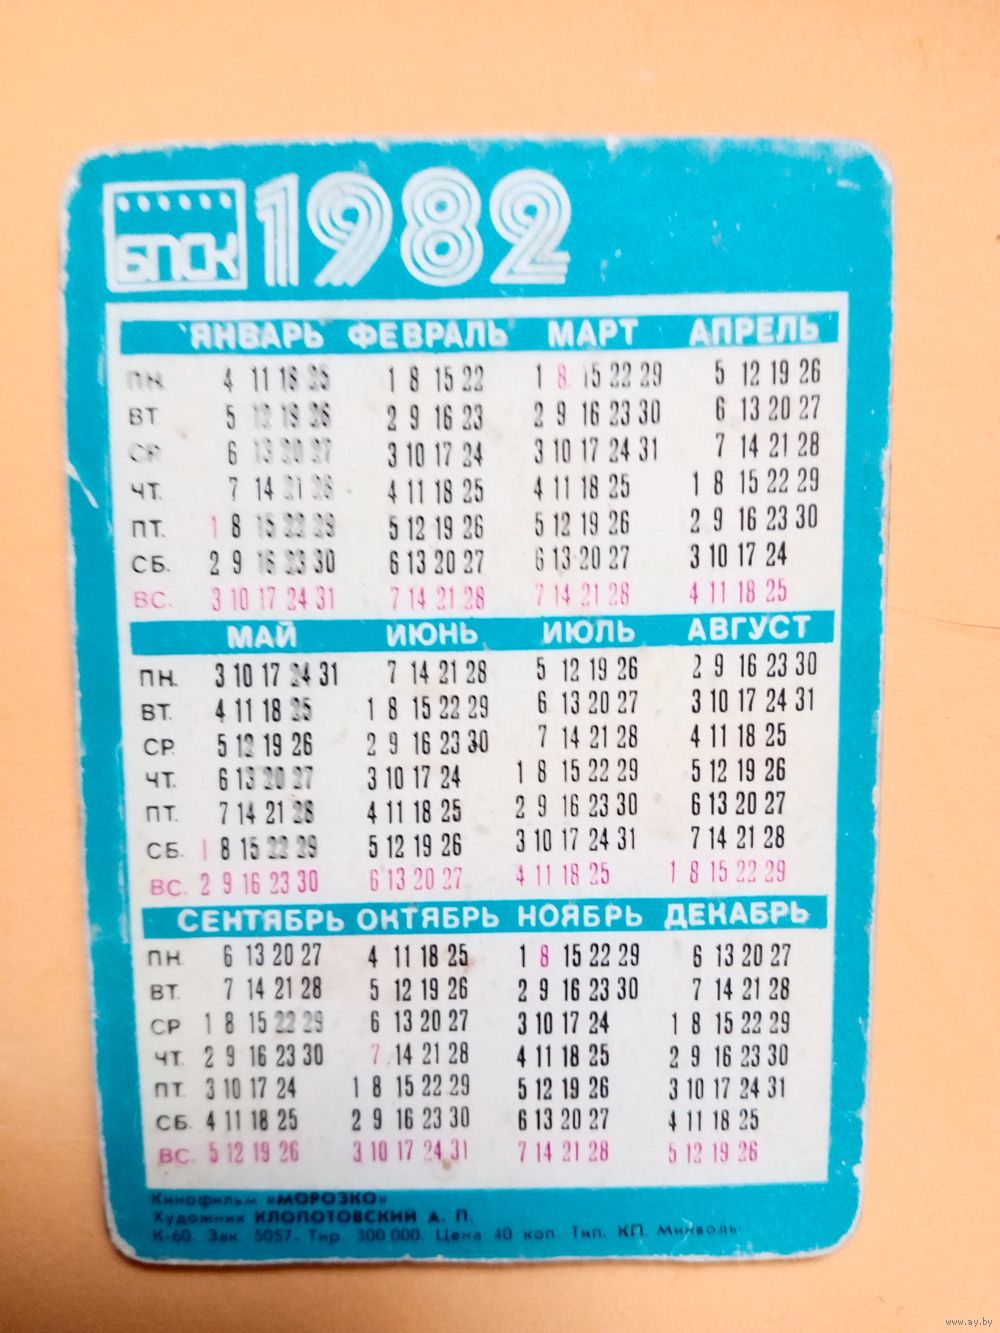 БПСК 1982
ЯНВАРЬ ФЕВРАЛЬ МАРТ АПРЕЛЬ
ПН. 4 11 18 25 1 8 15 22 1 8 15 22 29 5 12 19 26
ВТ. 5 12 19 26 2 9 16 23 2 9 16 23 30 6 13 20 27
СР. 6 13 20 27 3 10 17 24 3 10 17 24 31 7 14 21 28
ЧТ. 7 14 21 28 4 11 18 25 4 11 18 25 1 8 15 22 29
ПТ. 1 8 15 22 29 5 12 19 26 5 12 19 26 2 9 16 23 30
СБ. 2 9 16 23 30 6 13 20 27 6 13 20 27 3 10 17 24
ВС. 3 10 17 24 31 7 14 21 28 7 14 21 28 4 11 18 25
МАЙ ИЮНЬ ИЮЛЬ АВГУСТ
ПН. 3 10 17 24 31 7 14 21 28 5 12 19 26 2 9 16 23 30
ВТ. 4 11 18 25 1 8 15 22 29 6 13 20 27 3 10 17 24 31
СР. 5 12 19 26 2 9 16 23 30 7 14 21 28 4 11 18 25
ЧТ. 6 13 20 27 3 10 17 24 1 8 15 22 29 5 12 19 26
ПТ. 7 14 21 28 4 11 18 25 2 9 16 23 30 6 13 20 27
СБ. 1 8 15 22 29 5 12 19 26 3 10 17 24 31 7 14 21 28
ВС. 2 9 16 23 30 6 13 20 27 4 11 18 25 1 8 15 22 29
СЕНТЯБРЬ ОКТЯБРЬ НОЯБРЬ ДЕКАБРЬ
ПН. 6 13 20 27 4 11 18 25 1 8 15 22 29 6 13 20 27
ВТ. 7 14 21 28 5 12 19 26 2 9 16 23 30 7 14 21 28
СР 1 8 15 22 29 6 13 20 27 3 10 17 24 1 8 15 22 29
ЧТ. 2 9 16 23 30 7 14 21 28 4 11 18 25 2 9 16 23 30
ПТ. 3 10 17 24 1 8 15 22 29 5 12 19 26 3 10 17 24 31
СБ. 4 11 18 25 2 9 16 23 30 6 13 20 27 4 11 18 25
ВС. 5 12 19 26 3 10 17 24 31 7 14 21 28 5 12 19 26
Кинофильм «МОРОЗКО»
Художник КЛОПОТОВСКИЙ А. П.
К-60. Зак. 5057. Тир. 300 000. Цена 40 коп. Тип. КП. Минводы
www.ay.by